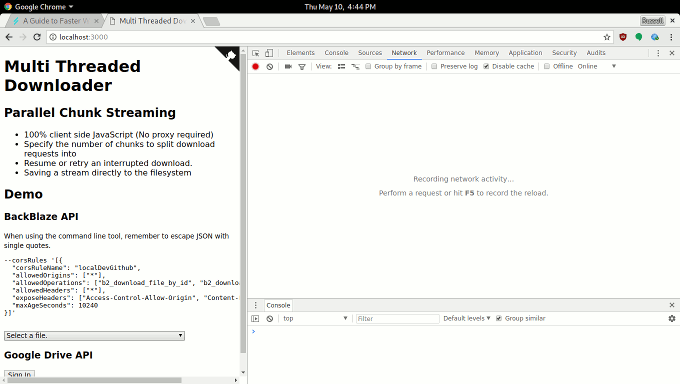 Google Chrome
Thu May 10, 4:44 PM
A Guide to Faster
Multi Threaded Do
Russell
localhost:3000
Multi Threaded
Downloader
Parallel Chunk Streaming
100% client side JavaScript (No proxy required)
Specify the number of chunks to split download
requests into
Resume or retry an interrupted download.
Saving a stream directly to the filesystem
Demo
BackBlaze API
When using the command line tool, remember to escape JSON with
single quotes.
--corsRules '[{
"corsRuleName": "localDevGithub",
"allowedOrigins": ["*"],
"allowedOperations": ["b2_download_file_by_id", "b2_downlo
"allowedHeaders": ["*"],
"exposeHeaders": ["Access-Control-Allow-Origin", "Content-
"maxAgeSeconds": 10240
}]'
Select a file.
Google Drive API
Sign In
Elements Console Sources Network Performance Memory Application Security Audits
View: Group by frame Preserve log Disable cache Offline Online
Recording network activity...
Perform a request or hit F5 to record the reload.
Console
top Filter Default levels Group similar